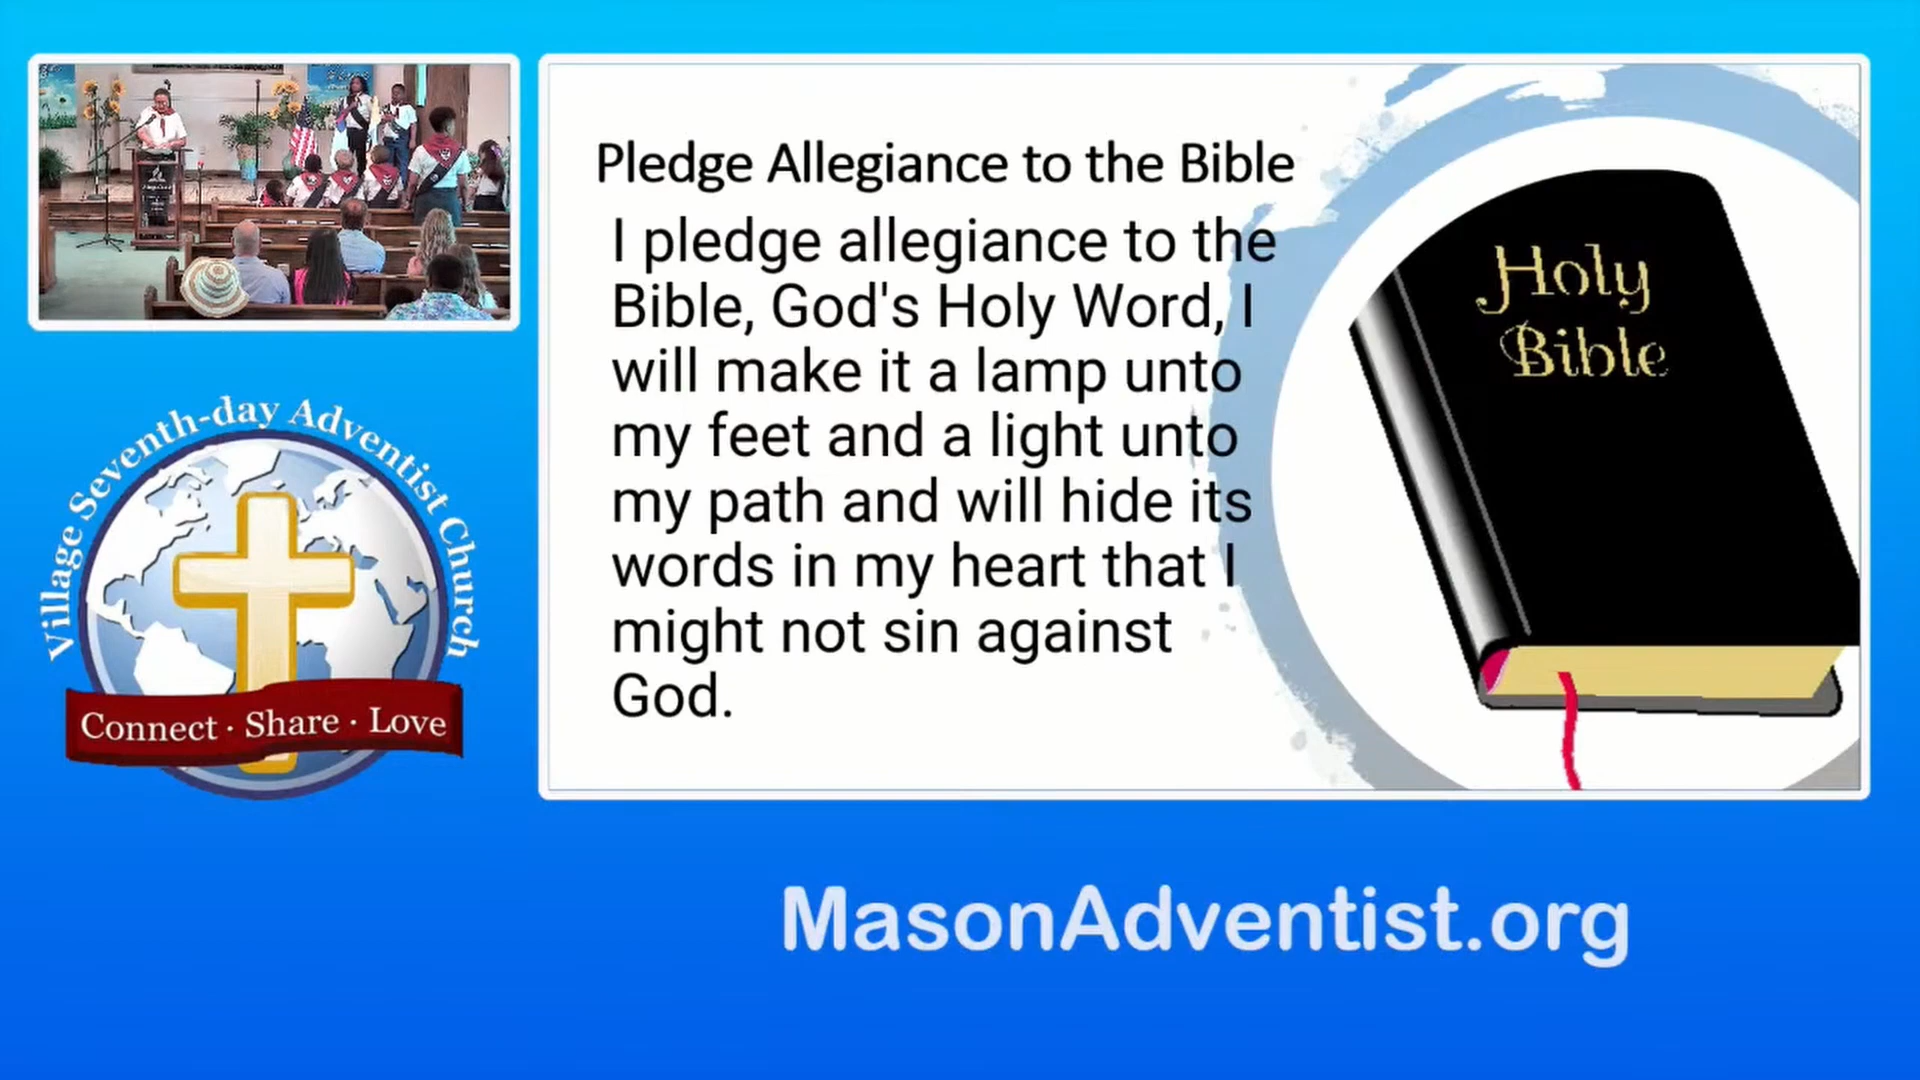 Pledge Allegiance to the Bible
I pledge allegiance to the
Bible, God's Holy Word, I
will make it a lamp unto
my feet and a light unto
my path and will hide its
words in my heart that I
might not sin against
God.
Holy
Bible
Village Seventh-day Adventist Church
Connect · Share · Love
MasonAdventist.org